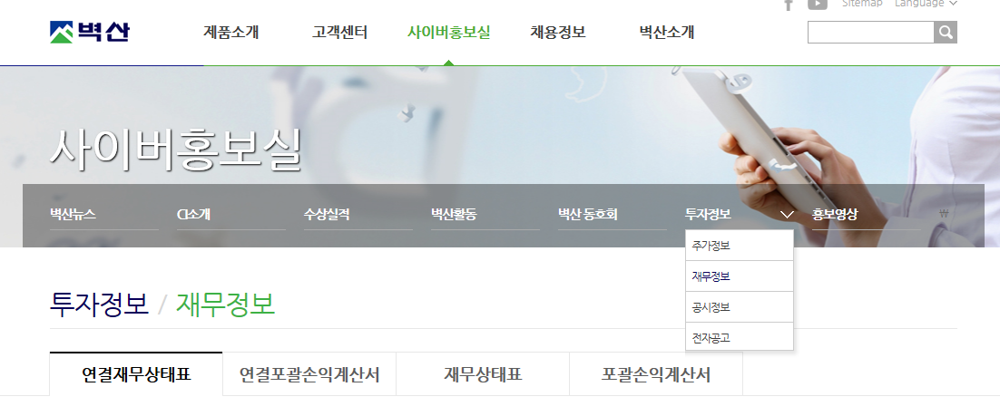 Sitemap Language
벽산 제품소개 고객센터 사이버홍보실 채용정보 벽산소개
사이버홍보실
벽산뉴스 CI소개 수상실적 벽산활동 벽산 동호회 투자정보 홍보영상 ₩
주가정보
재무정보
공시정보
전자공고
투자정보 / 재무정보
연결재무상태표 연결포괄손익계산서 재무상태표 포괄손익계산서